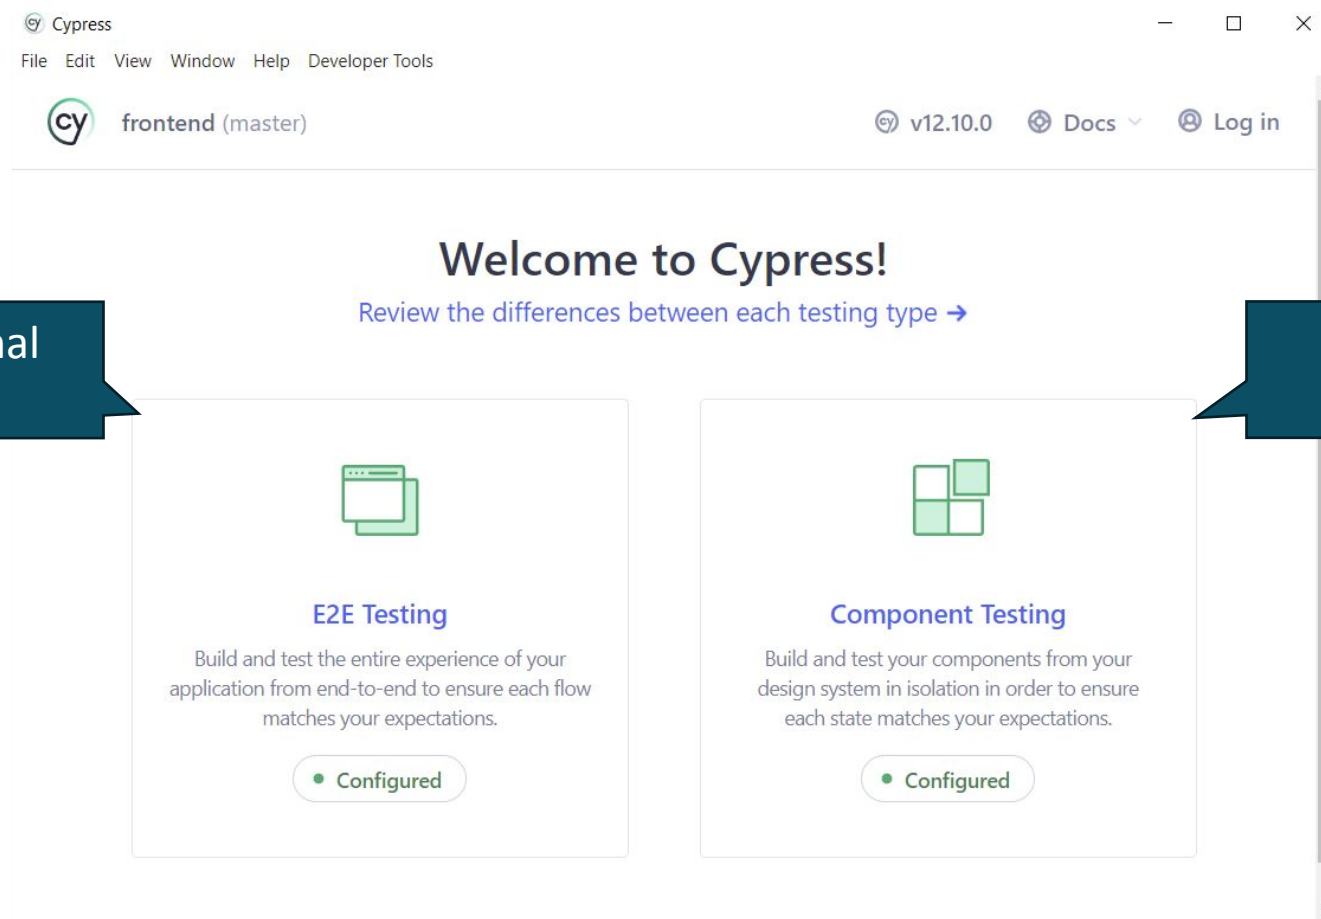 Cypress
File Edit View Window Help Developer Tools
cy frontend (master) v12.10.0 Docs Log in
Welcome to Cypress!
Review the differences between each testing type →
E2E Testing
Build and test the entire experience of your
application from end-to-end to ensure each flow
matches your expectations.
Configured
Component Testing
Build and test your components from your
design system in isolation in order to ensure
each state matches your expectations.
Configured